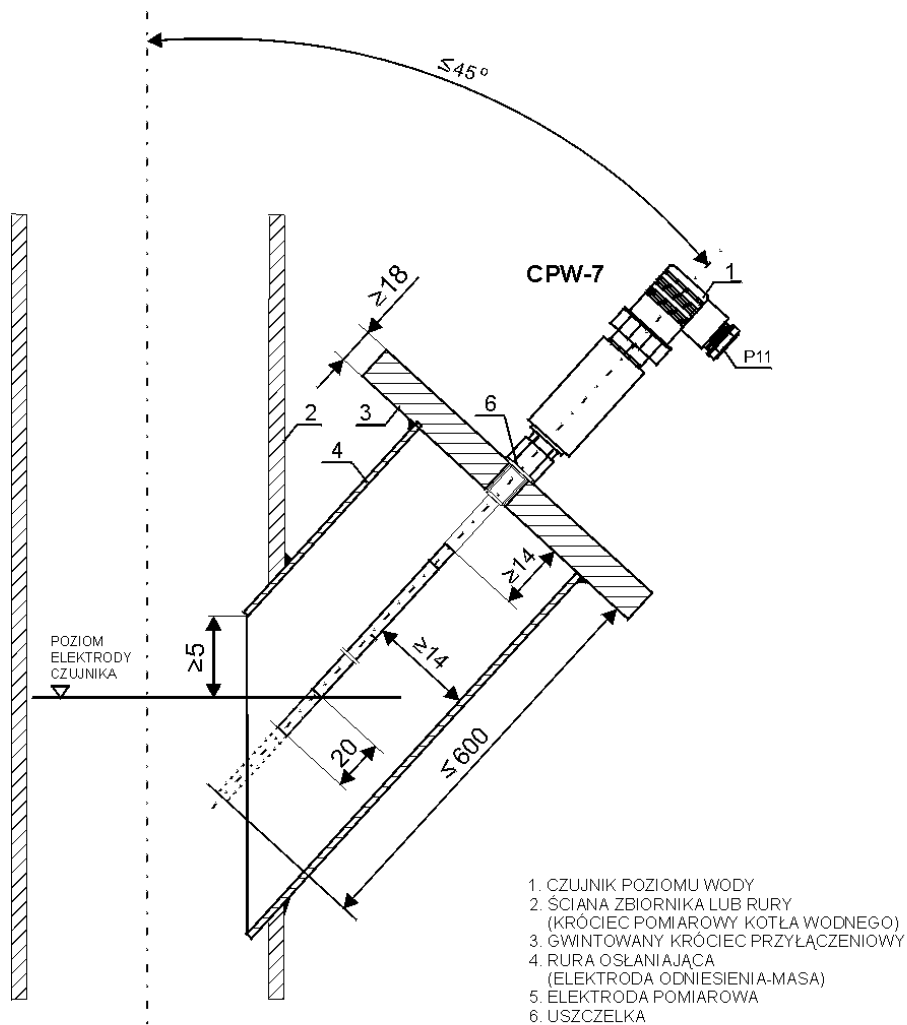 ≤45°
CPW-7
1
≥18
P11
2
3
6
4
≥14
POZIOM
ELEKTRODY
CZUJNIKA
≥5
≥14
20
≤600
1. CZUJNIK POZIOMU WODY
2. ŚCIANA ZBIORNIKA LUB RURY
(KRÓCIEC POMIAROWY KOTŁA WODNEGO)
3. GWINTOWANY KRÓCIEC PRZYŁĄCZENIOWY
4. RURA OSŁANIAJĄCA
(ELEKTRODA ODNIESIENIA-MASA)
5. ELEKTRODA POMIAROWA
6. USZCZELKA